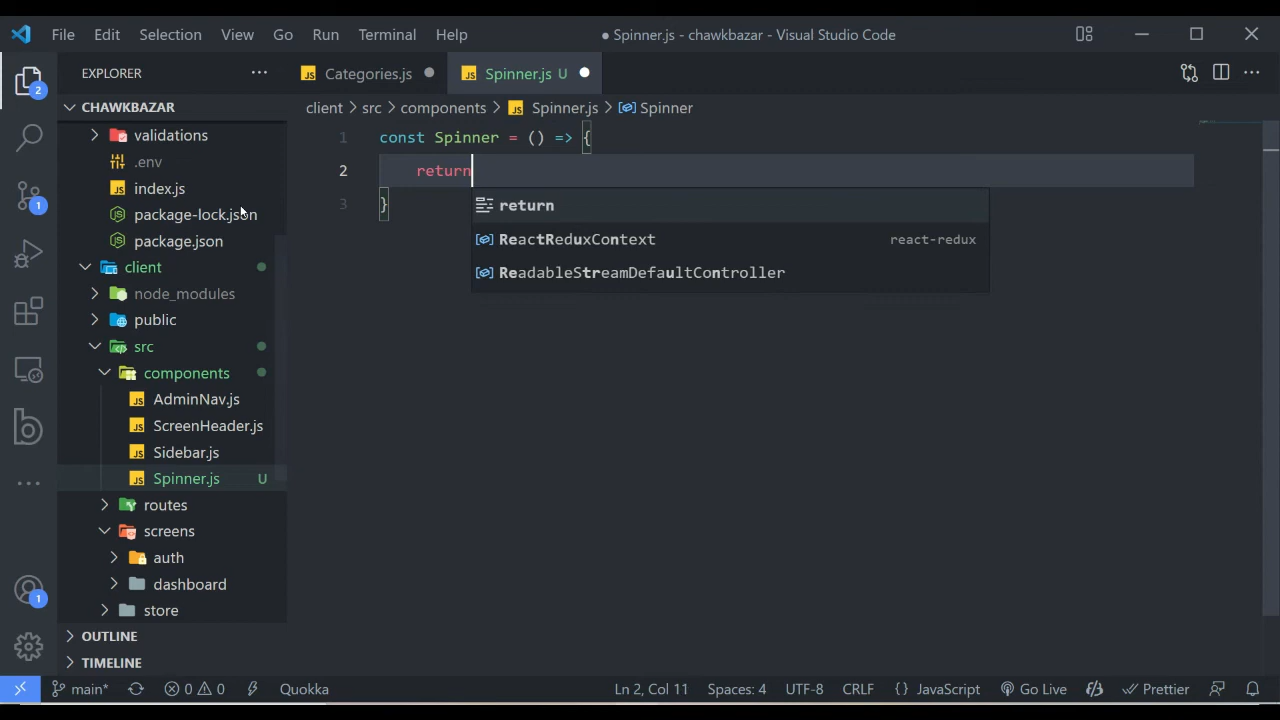 File Edit Selection View Go Run Terminal Help ● Spinner.js - chawkbazar - Visual Studio Code
EXPLORER ··· Categories.js Spinner.js U
CHAWKBAZAR client > src > components > Spinner.js > Spinner
validations
.env
index.js
package-lock.json
package.json
client
node_modules
public
src
components
AdminNav.js
ScreenHeader.js
Sidebar.js
Spinner.js U
routes
screens
auth
dashboard
store
OUTLINE
TIMELINE
1 const Spinner = () => {
2 return
3 }
return
ReactReduxContext react-redux
ReadableStreamDefaultController
2
1
1
main* 0 0 Quokka Ln 2, Col 11 Spaces: 4 UTF-8 CRLF {} JavaScript Go Live Prettier